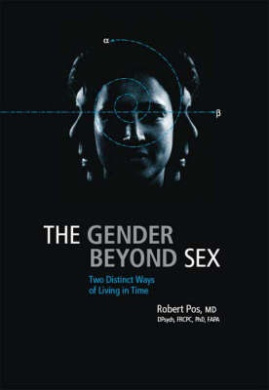 α
β
THE GENDER
BEYOND SEX
Two Distinct Ways
of Living in Time
Robert Pos, MD
DPsych, FRCPC, PhD, FAPA